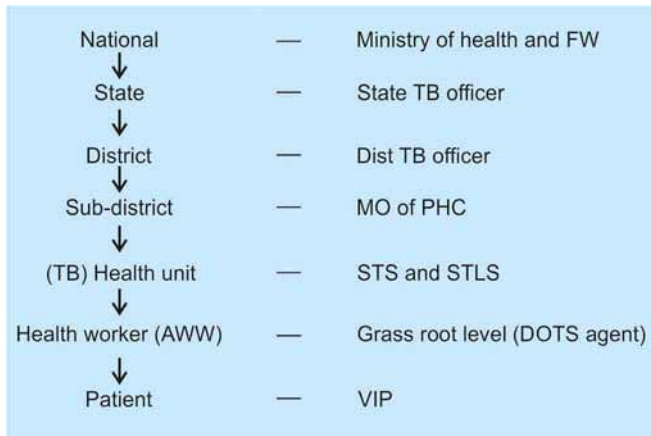 National — Ministry of health and FW
State — State TB officer
District — Dist TB officer
Sub-district — MO of PHC
(TB) Health unit — STS and STLS
Health worker (AWW) — Grass root level (DOTS agent)
Patient — VIP